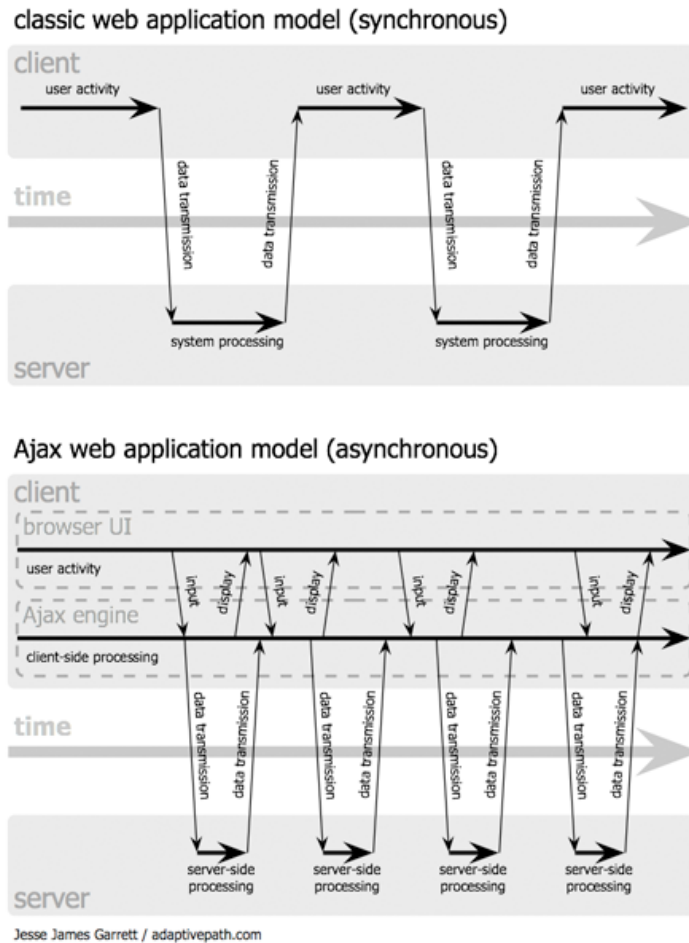 classic web application model (synchronous)
client
user activity
user activity
user activity
data transmission
data transmission
data transmission
data transmission
time
system processing
system processing
server
Ajax web application model (asynchronous)
client
browser UI
user activity
input
display
input
display
input
display
input
display
Ajax engine
client-side processing
data transmission
data transmission
data transmission
data transmission
data transmission
data transmission
data transmission
data transmission
time
server-side
processing
server-side
processing
server-side
processing
server-side
processing
server
Jesse James Garrett / adaptivepath.com